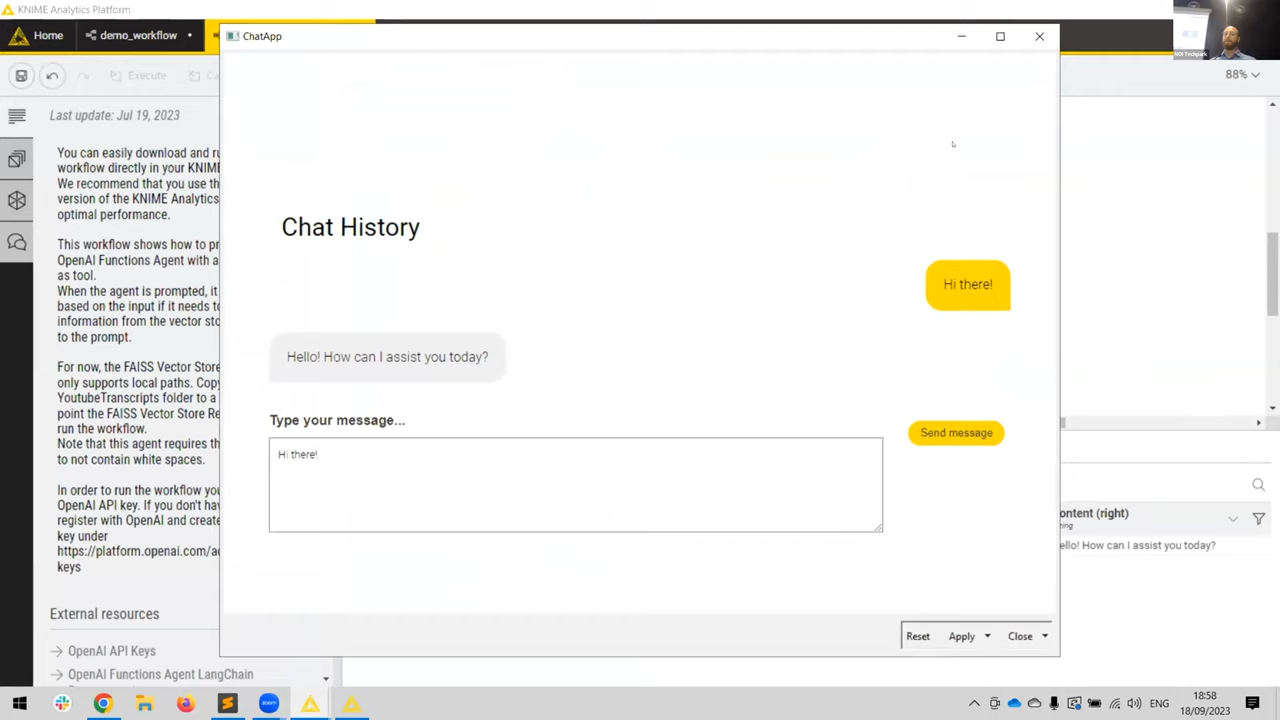 KNIME Analytics Platform
Home
demo_workflow
ChatApp
NOI Techpark
Execute
88%
Last update: Jul 19, 2023
You can easily download and ru
workflow directly in your KNIME
We recommend that you use th
version of the KNIME Analytics
optimal performance.
This workflow shows how to pr
OpenAI Functions Agent with a
as tool.
When the agent is prompted, it
based on the input if it needs to
information from the vector sto
to the prompt.
For now, the FAISS Vector Store
only supports local paths. Copy
YoutubeTranscripts folder to a
point the FAISS Vector Store Re
run the workflow.
Note that this agent requires th
to not contain white spaces.
In order to run the workflow you
OpenAI API key. If you don't hav
register with OpenAI and create
key under
https://platform.openai.com/ac
keys
External resources
OpenAI API Keys
OpenAI Functions Agent LangChain
Chat History
Hi there!
Hello! How can I assist you today?
Type your message...
Send message
Hi there!
Reset
Apply
Close
ontent (right)
ello! How can I assist you today?
zoom
ENG
18:58
18/09/2023